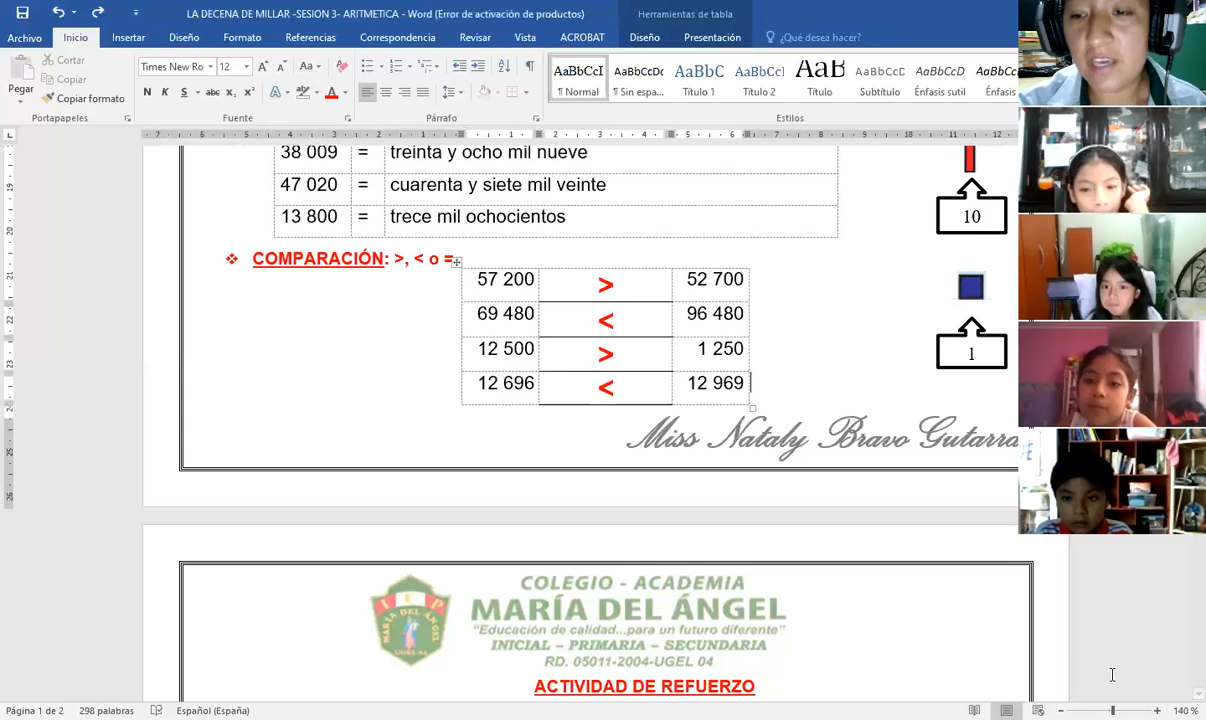 LA DECENA DE MILLAR -SESION 3- ARITMETICA - Word (Error de activación de productos)
Herramientas de tabla
Archivo Inicio Insertar Diseño Formato Referencias Correspondencia Revisar Vista ACROBAT Diseño Presentación ¿Qué desea hacer?
Pegar
Cortar
Copiar
Copiar formato
Portapapeles
Times New Ro 12
N K S abc x₂ x²
Fuente
Párrafo
AaBbCcI AaBbCcDc AaBbC AaBbCcI AaB AaBbCcD AaBbCcD AaBbCcD
¶ Normal ¶ Sin espa... Título 1 Título 2 Título Subtítulo Énfasis sutil Énfasis
Estilos
38 009 = treinta y ocho mil nueve
47 020 = cuarenta y siete mil veinte
13 800 = trece mil ochocientos
10
❖ COMPARACIÓN: >, < o =
57 200 > 52 700
69 480 < 96 480
12 500 > 1 250
12 696 < 12 969
1
Miss Nataly Bravo Gutarra
COLEGIO - ACADEMIA
MARÍA DEL ÁNGEL
"Educación de calidad...para un futuro diferente"
INICIAL – PRIMARIA – SECUNDARIA
RD. 05011-2004-UGEL 04
ACTIVIDAD DE REFUERZO
Página 1 de 2 298 palabras Español (España) 140 %